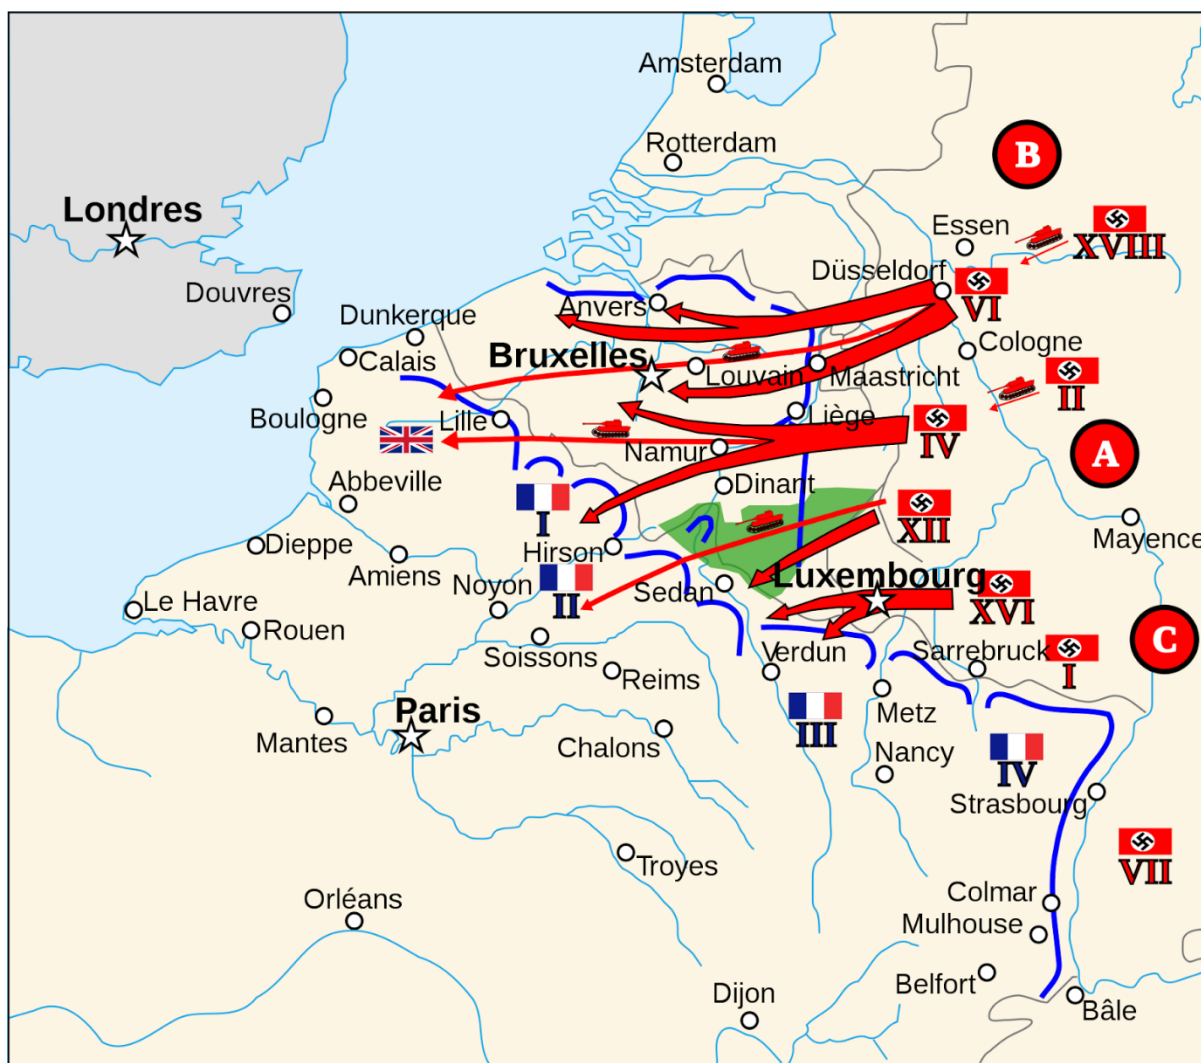 Amsterdam
Rotterdam
B
Londres
Essen
XVIII
Düsseldorf
Douvres
Anvers
VI
Dunkerque
Cologne
Calais
Bruxelles
Louvain
Maastricht
II
Boulogne
Lille
Liège
IV
Namur
A
Abbeville
Dinant
I
XII
Mayence
Dieppe
Amiens
Hirson
Noyon
II
Sedan
Luxembourg
XVI
Le Havre
Rouen
Soissons
Verdun
Sarrebruck
I
C
Reims
Paris
Metz
III
Mantes
Chalons
Nancy
IV
Strasbourg
Troyes
VII
Orléans
Colmar
Mulhouse
Belfort
Dijon
Bâle